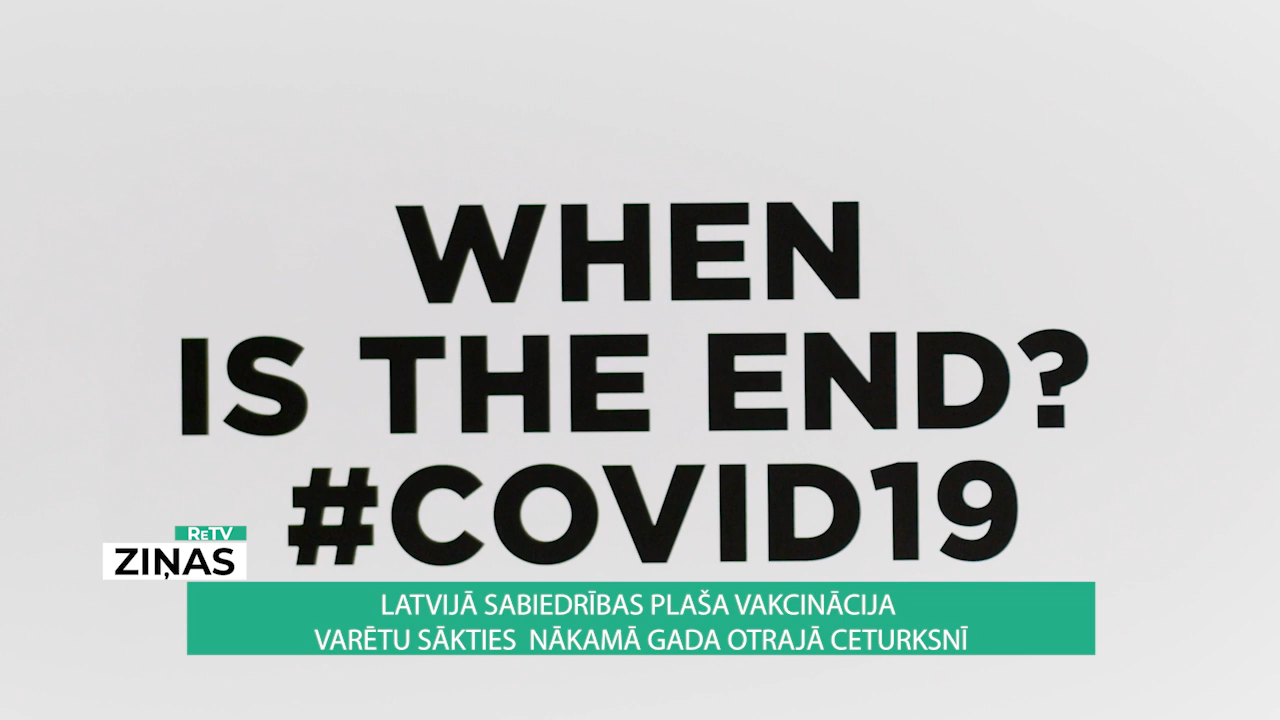 WHEN
IS THE END?
#COVID19
ReTV
ZIŅAS
LATVIJĀ SABIEDRĪBAS PLAŠA VAKCINĀCIJA
VARĒTU SĀKTIES NĀKAMĀ GADA OTRAJĀ CETURKSNĪ